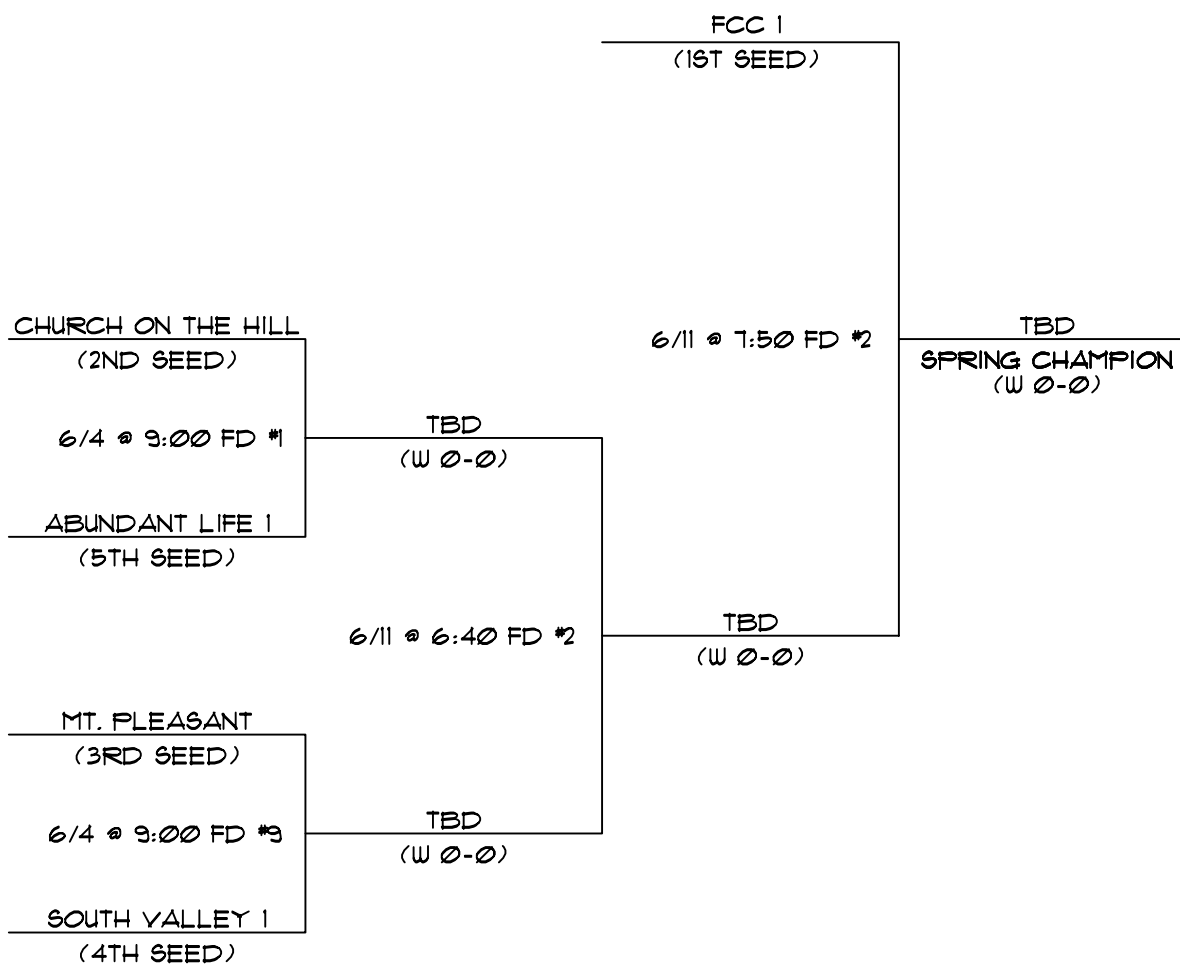 FCC 1
(1ST SEED)
CHURCH ON THE HILL
(2ND SEED)
6/4 @ 9:00 FD #1
ABUNDANT LIFE 1
(5TH SEED)
TBD
(W 0-0)
6/11 @ 6:40 FD #2
MT. PLEASANT
(3RD SEED)
6/4 @ 9:00 FD #9
SOUTH VALLEY 1
(4TH SEED)
TBD
(W 0-0)
6/11 @ 7:50 FD #2
TBD
(W 0-0)
TBD
SPRING CHAMPION
(W 0-0)